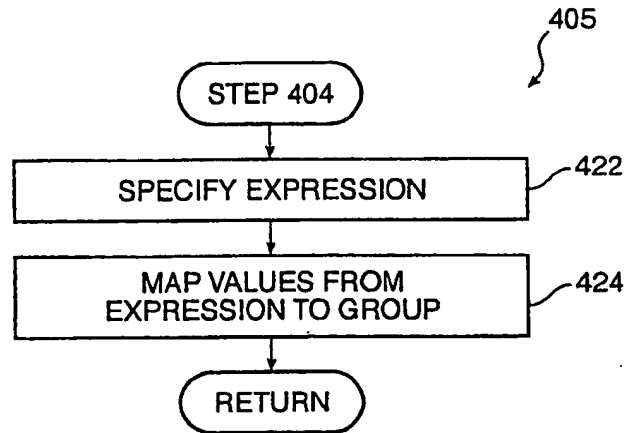 405
STEP 404
SPECIFY EXPRESSION
422
MAP VALUES FROM
EXPRESSION TO GROUP
424
RETURN